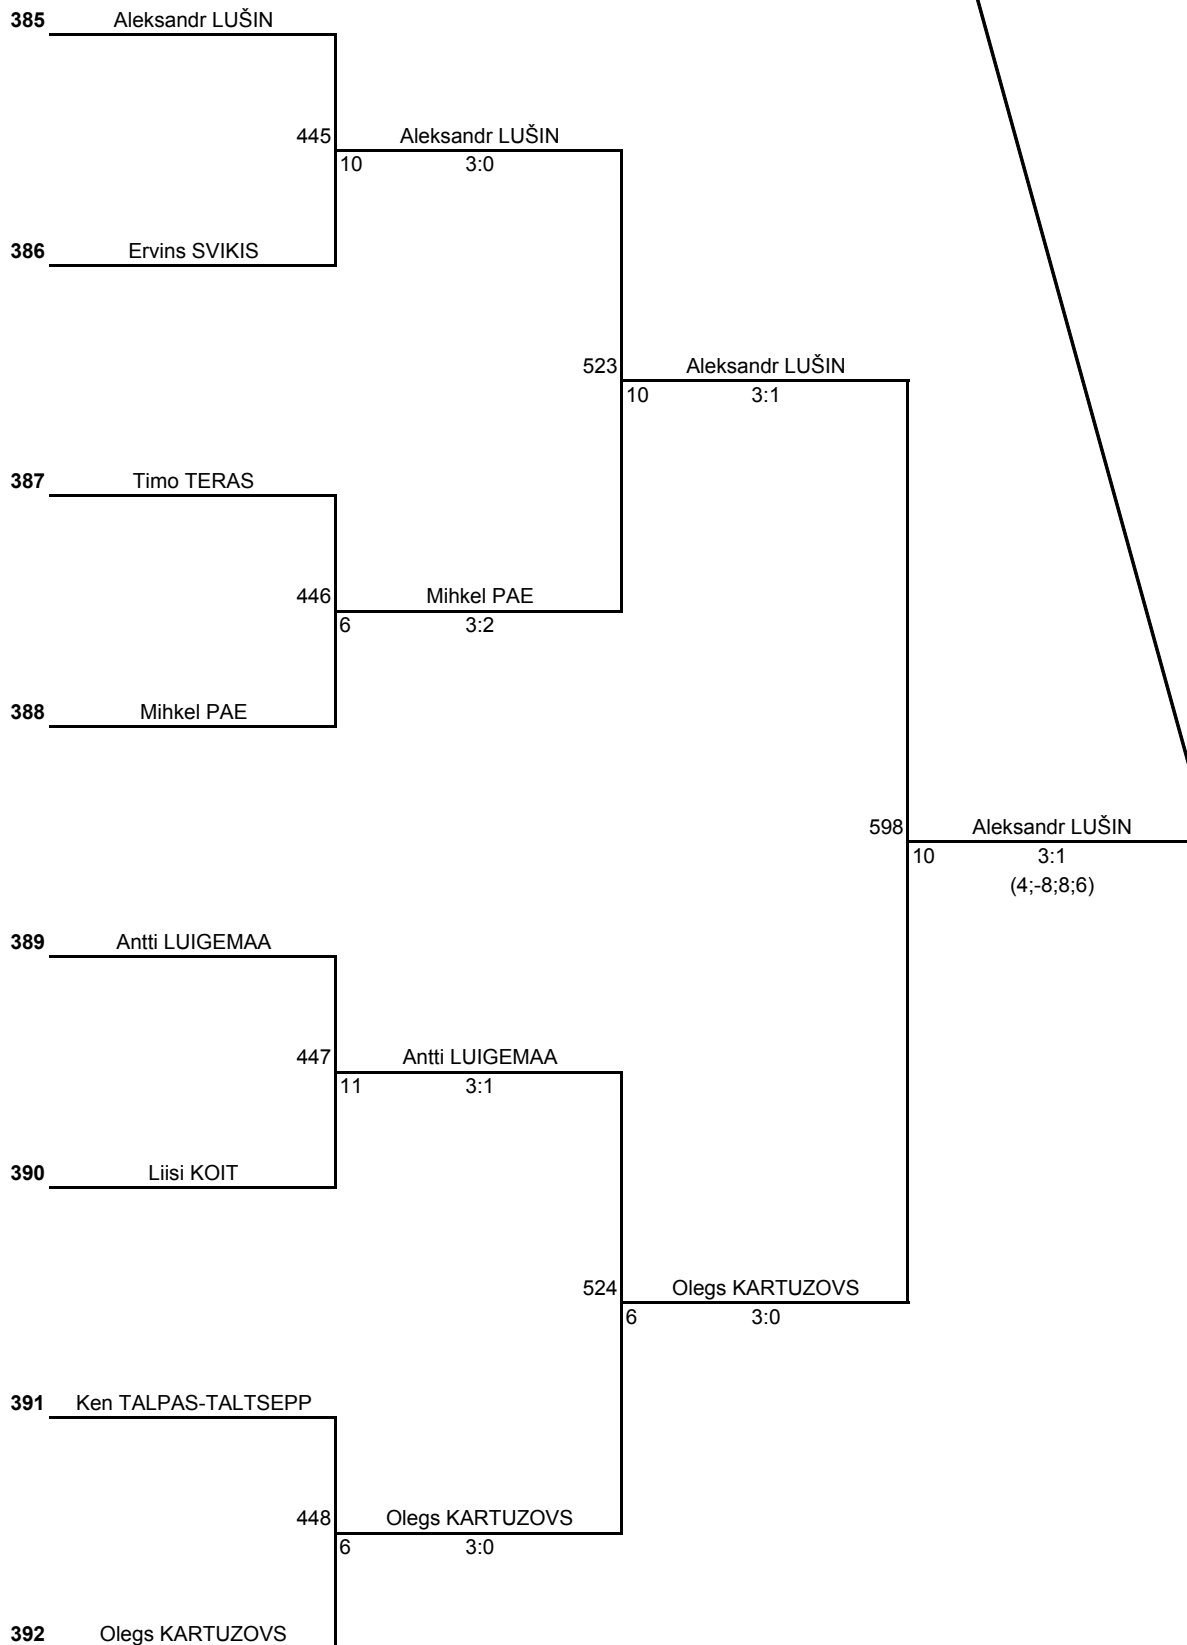 385 Aleksandr LUŠIN
445 Aleksandr LUŠIN
10 3:0
386 Ervins SVIKIS
523 Aleksandr LUŠIN
10 3:1
387 Timo TERAS
446 Mihkel PAE
6 3:2
388 Mihkel PAE
598 Aleksandr LUŠIN
10 3:1
(4;-8;8;6)
389 Antti LUIGEMAA
447 Antti LUIGEMAA
11 3:1
390 Liisi KOIT
524 Olegs KARTUZOVS
6 3:0
391 Ken TALPAS-TALTSEPP
448 Olegs KARTUZOVS
6 3:0
392 Olegs KARTUZOVS